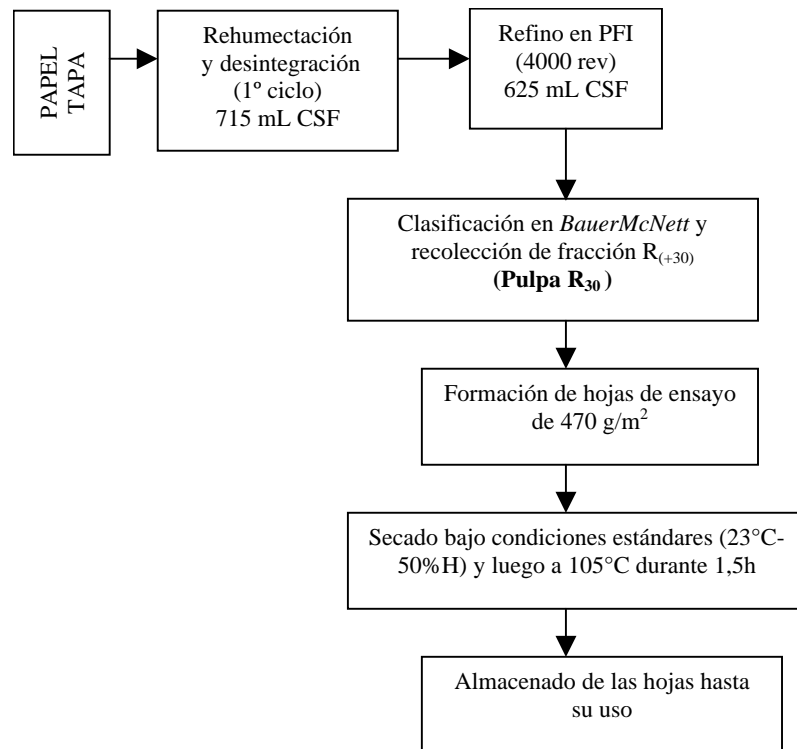 PAPEL
TAPA
Rehumectación
y desintegración
(1º ciclo)
715 mL CSF
Refino en PFI
(4000 rev)
625 mL CSF
Clasificación en BauerMcNett y
recolección de fracción R(+30)
(Pulpa R30 )
Formación de hojas de ensayo
de 470 g/m2
Secado bajo condiciones estándares (23°C-
50%H) y luego a 105°C durante 1,5h
Almacenado de las hojas hasta
su uso